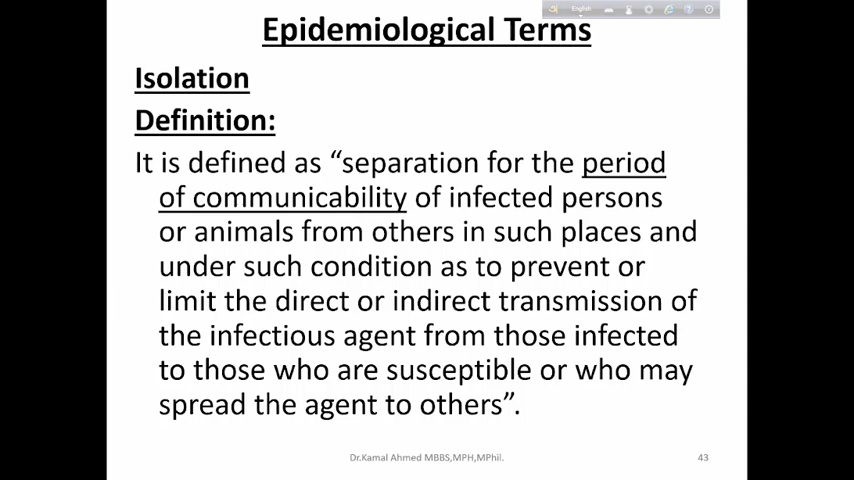 English
Epidemiological Terms
Isolation
Definition:
It is defined as “separation for the period
of communicability of infected persons
or animals from others in such places and
under such condition as to prevent or
limit the direct or indirect transmission of
the infectious agent from those infected
to those who are susceptible or who may
spread the agent to others”.
Dr.Kamal Ahmed MBBS,MPH,MPhil.
43